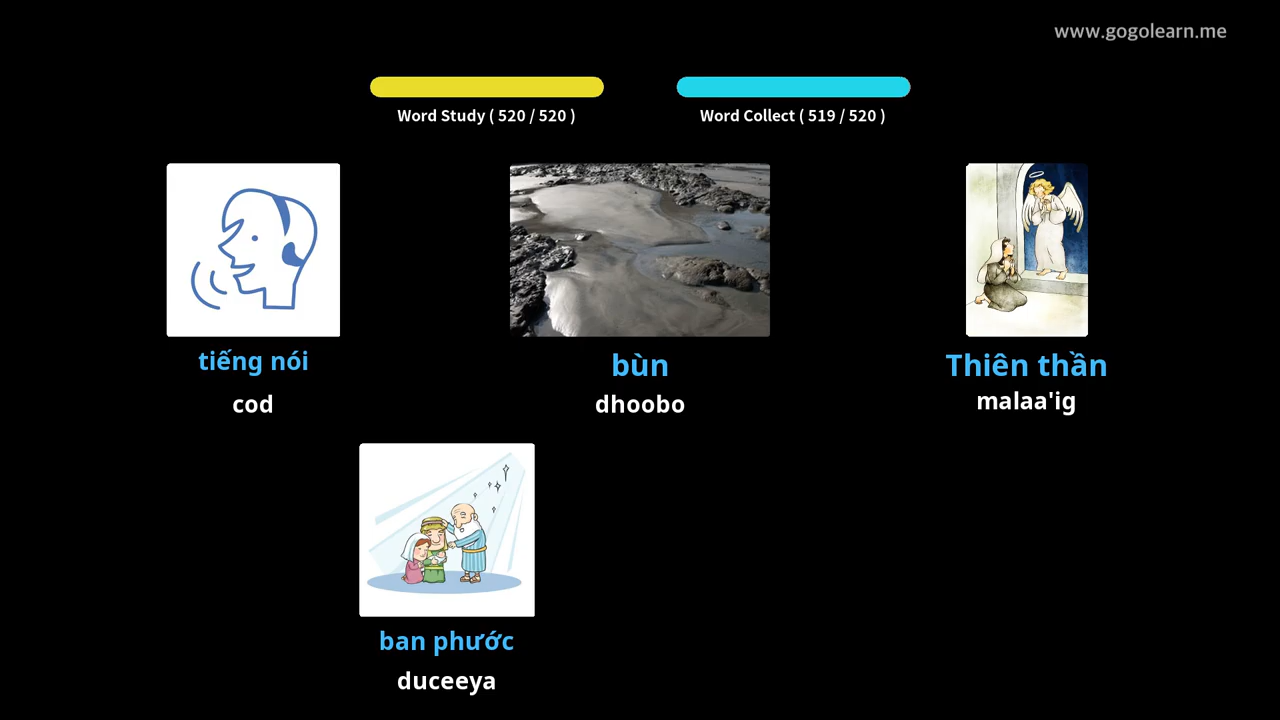 www.gogolearn.me
Word Study ( 520 / 520 )
Word Collect ( 519 / 520 )
tiếng nói
cod
bùn
dhoobo
Thiên thần
malaa'ig
ban phước
duceeya